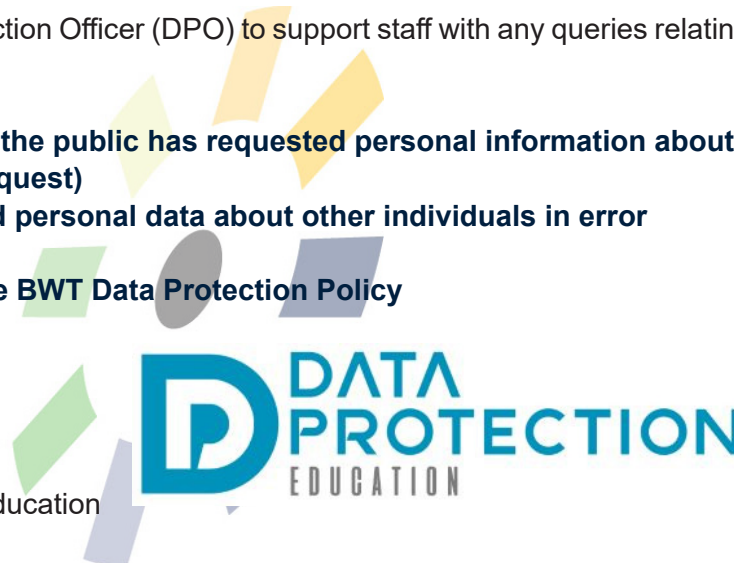 ction Officer (DPO) to support staff with any queries relatin
the public has requested personal information about
quest)
d personal data about other individuals in error
e BWT Data Protection Policy
DATA
PROTECTION
EDUCATION
ducation